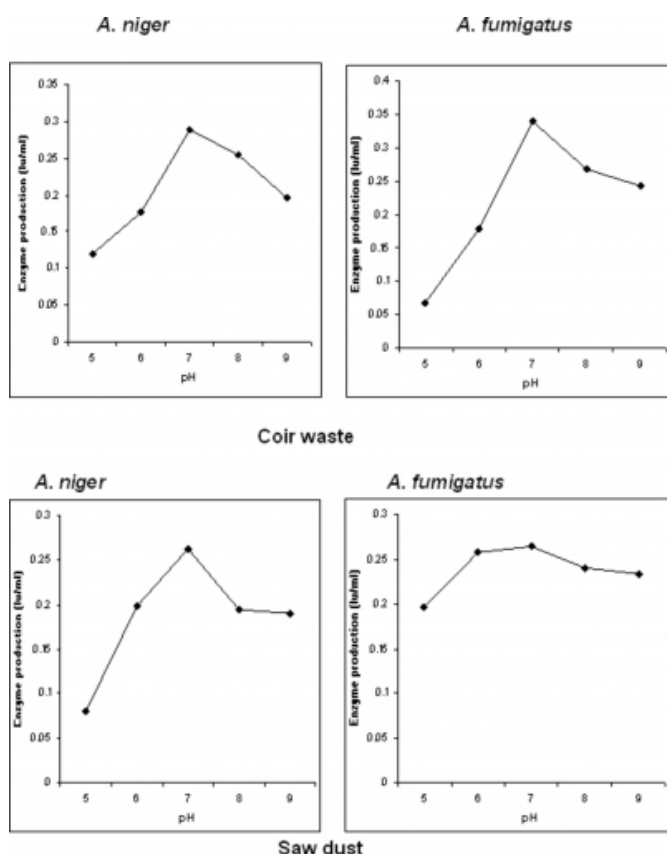 A. niger
A. fumigatus
Enzyme production (Iu/ml)
0.35
0.3
0.25
0.2
0.15
0.1
0.05
0
5 6 7 8 9
pH
Enzyme production (Iu/ml)
0.4
0.35
0.3
0.25
0.2
0.15
0.1
0.05
0
5 6 7 8 9
pH
Coir waste
A. niger
A. fumigatus
Enzyme production (Iu/ml)
0.3
0.25
0.2
0.15
0.1
0.05
0
5 6 7 8 9
pH
Enzyme production (Iu/ml)
0.3
0.25
0.2
0.15
0.1
0.05
0
5 6 7 8 9
pH
Saw dust